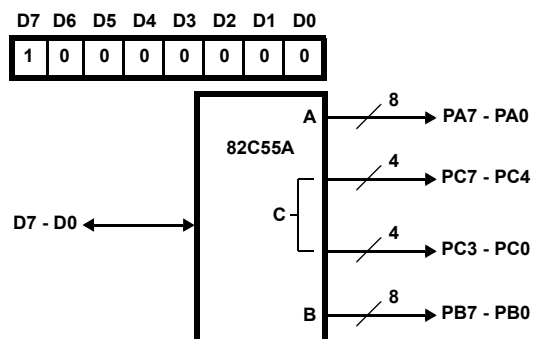 D7 D6 D5 D4 D3 D2 D1 D0
1 0 0 0 0 0 0 0
A 8 PA7 - PA0
82C55A
4 PC7 - PC4
C
D7 - D0
4 PC3 - PC0
B 8 PB7 - PB0